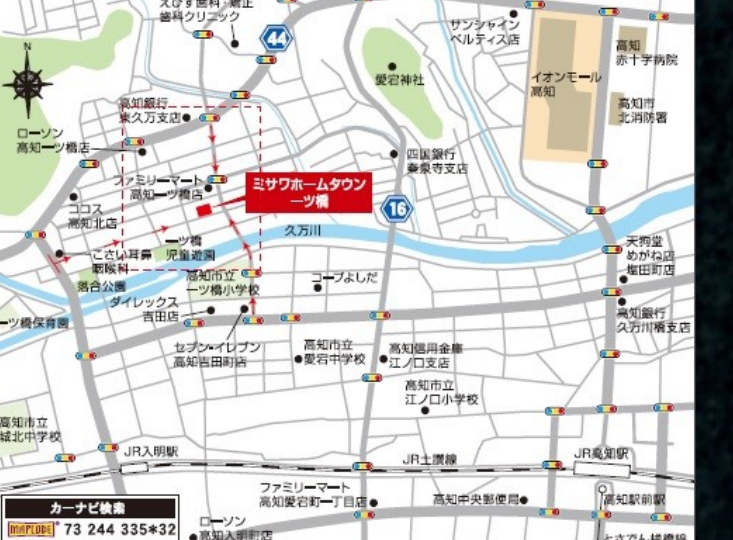 えびす歯科・矯正
歯科クリニック
サンシャイン
ベルティス店
44
高知
赤十字病院
愛宕神社
イオンモール
高知
N
高知銀行
東久万支店
高知市
北消防署
ローソン
高知一ツ橋店
四国銀行
秦泉寺支店
ファミリーマート
高知一ツ橋店
ミサワホームタウン
一ツ橋
ココス
高知北店
16
久万川
こさい耳鼻
咽喉科
一ツ橋
児童遊園
天狗堂
めがね店
塩田町店
落合公園
高知市立
一ツ橋小学校
コープよしだ
ダイレックス
吉田店
高知銀行
久万川橋支店
一ツ橋保育園
セブン-イレブン
高知吉田町店
高知市立
愛宕中学校
高知信用金庫
江ノ口支店
高知市立
江ノ口小学校
高知市立
城北中学校
JR入明駅
JR土讃線
JR高知駅
ファミリーマート
高知愛宕町一丁目店
高知中央郵便局
高知駅前駅
カーナビ検索
MAPCODE® 73 244 335*32
ローソン
高知入明町店
とさでん桟橋線